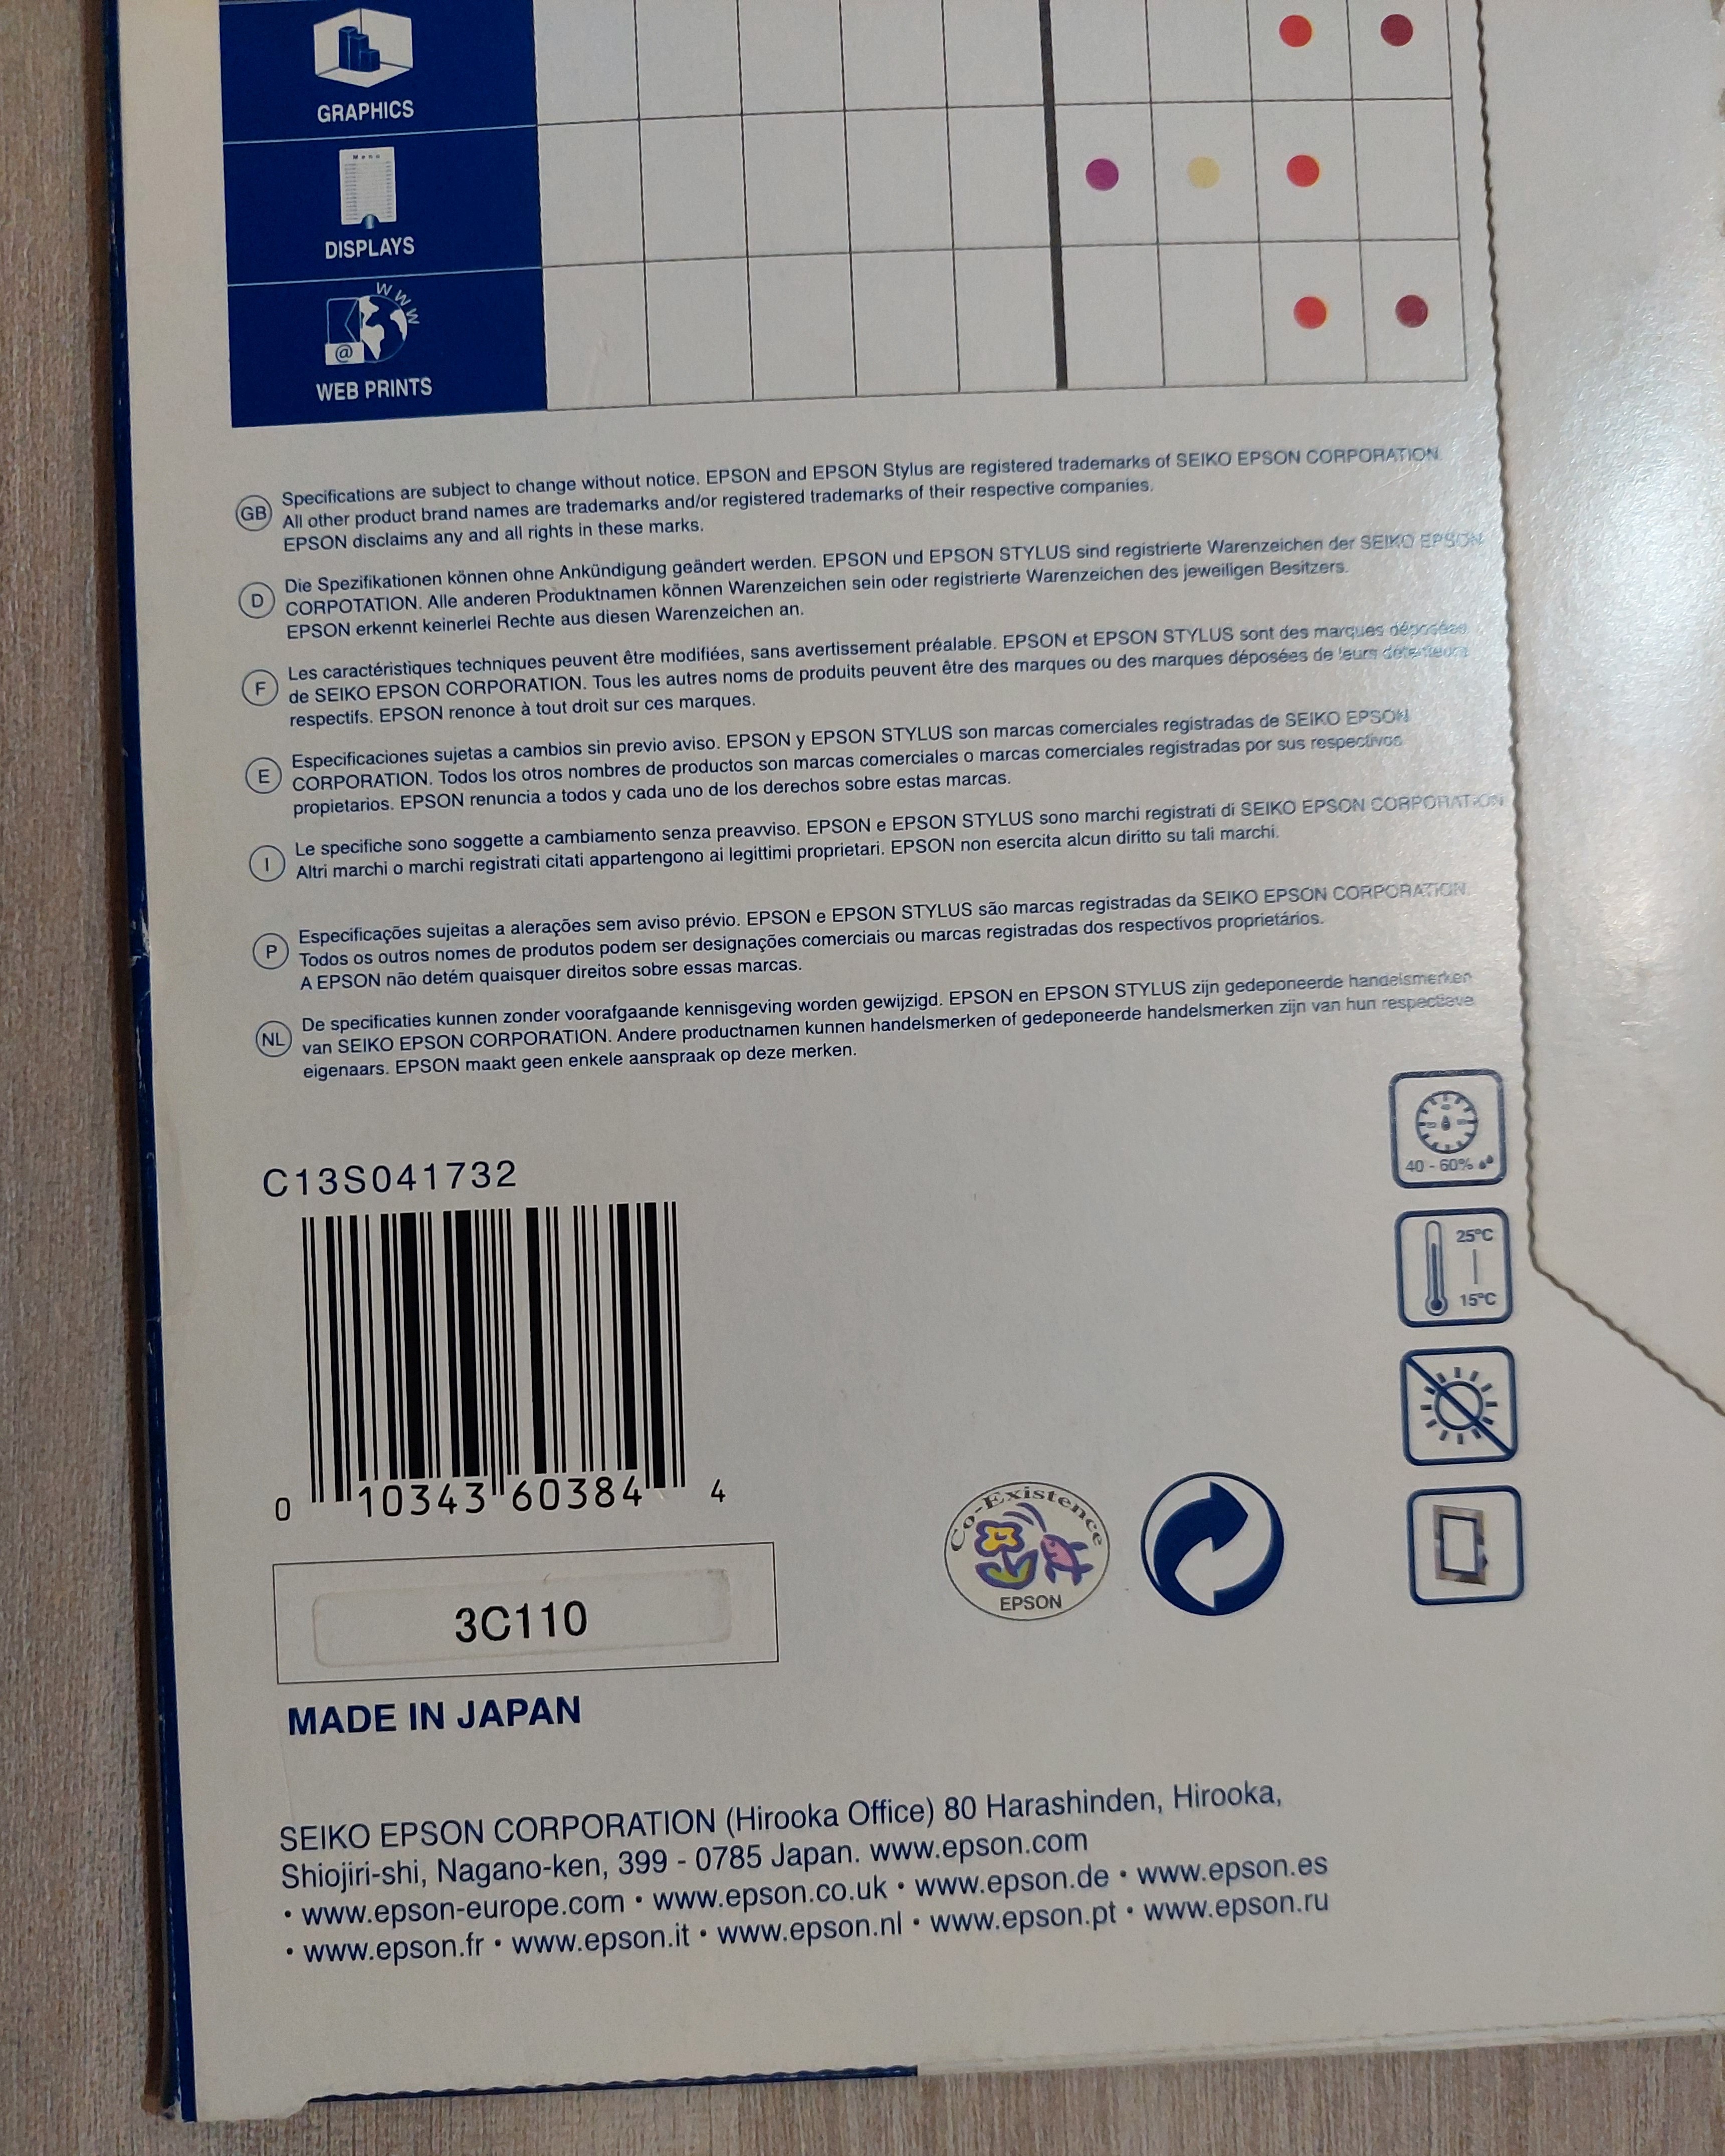 GRAPHICS
Menu
DISPLAYS
WWW
@
WEB PRINTS
GB
Specifications are subject to change without notice. EPSON and EPSON Stylus are registered trademarks of SEIKO EPSON CORPORATION.
All other product brand names are trademarks and/or registered trademarks of their respective companies.
EPSON disclaims any and all rights in these marks.
D
Die Spezifikationen können ohne Ankündigung geändert werden. EPSON und EPSON STYLUS sind registrierte Warenzeichen der SEIKO EPSON
CORPOTATION. Alle anderen Produktnamen können Warenzeichen sein oder registrierte Warenzeichen des jeweiligen Besitzers.
EPSON erkennt keinerlei Rechte aus diesen Warenzeichen an.
F
Les caractéristiques techniques peuvent être modifiées, sans avertissement préalable. EPSON et EPSON STYLUS sont des marques déposées
de SEIKO EPSON CORPORATION. Tous les autres noms de produits peuvent être des marques ou des marques déposées de leurs détenteurs
respectifs. EPSON renonce à tout droit sur ces marques.
E
Especificaciones sujetas a cambios sin previo aviso. EPSON y EPSON STYLUS son marcas comerciales registradas de SEIKO EPSON
CORPORATION. Todos los otros nombres de productos son marcas comerciales o marcas comerciales registradas por sus respectivos
propietarios. EPSON renuncia a todos y cada uno de los derechos sobre estas marcas.
I
Le specifiche sono soggette a cambiamento senza preavviso. EPSON e EPSON STYLUS sono marchi registrati di SEIKO EPSON CORPORATION
Altri marchi o marchi registrati citati appartengono ai legittimi proprietari. EPSON non esercita alcun diritto su tali marchi.
P
Especificações sujeitas a alerações sem aviso prévio. EPSON e EPSON STYLUS são marcas registradas da SEIKO EPSON CORPORATION.
Todos os outros nomes de produtos podem ser designações comerciais ou marcas registradas dos respectivos proprietários.
A EPSON não detém quaisquer direitos sobre essas marcas.
NL
De specificaties kunnen zonder voorafgaande kennisgeving worden gewijzigd. EPSON en EPSON STYLUS zijn gedeponeerde handelsmerken
van SEIKO EPSON CORPORATION. Andere productnamen kunnen handelsmerken of gedeponeerde handelsmerken zijn van hun respectieve
eigenaars. EPSON maakt geen enkele aanspraak op deze merken.
40 - 60%
C13S041732
25°C
15°C
0 10343 60384 4
Co-Existence
EPSON
3C110
MADE IN JAPAN
SEIKO EPSON CORPORATION (Hirooka Office) 80 Harashinden, Hirooka,
Shiojiri-shi, Nagano-ken, 399 - 0785 Japan. www.epson.com
• www.epson-europe.com • www.epson.co.uk • www.epson.de • www.epson.es
• www.epson.fr • www.epson.it • www.epson.nl • www.epson.pt • www.epson.ru